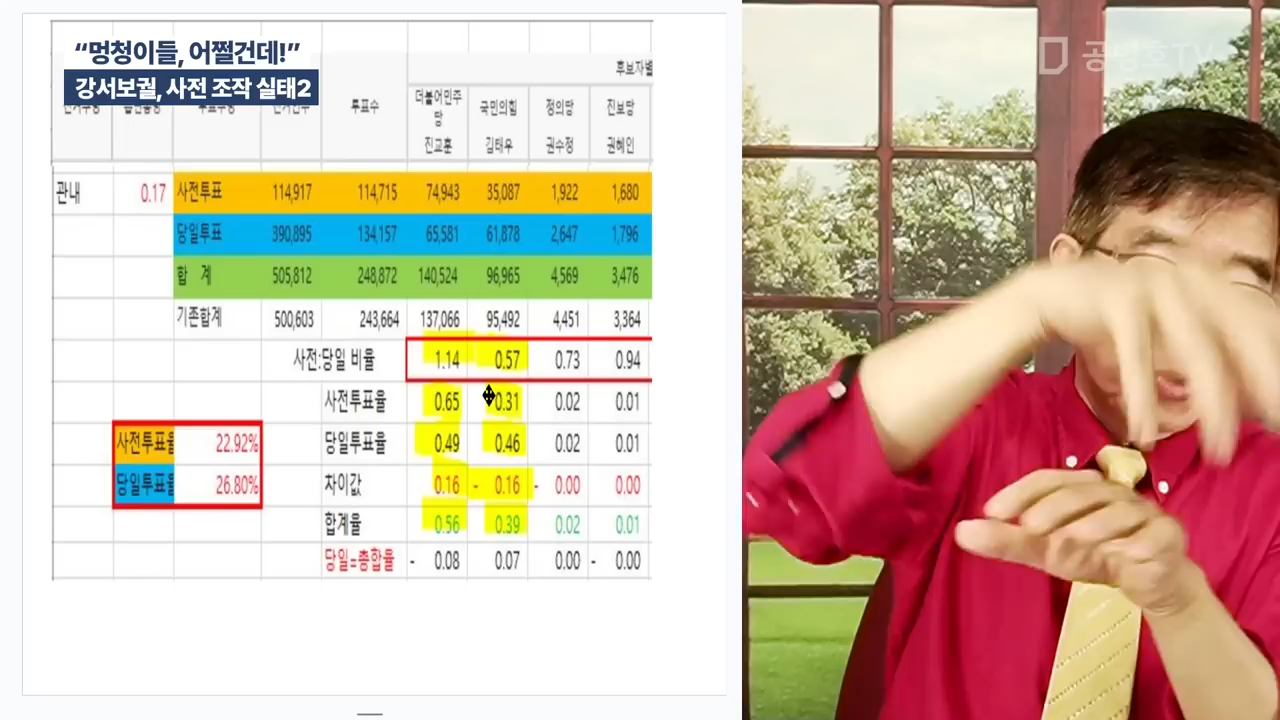 “멍청이들, 어쩔건데!”
강서보궐, 사전 조작 실태2
공병호TV
후보자별
투표수 더불어민주당 국민의힘 정의당 진보당
진교훈 김태우 권수정 권혜인
관내 0.17 사전투표 114,917 114,715 74,943 35,087 1,922 1,680
당일투표 390,895 134,157 65,581 61,878 2,647 1,796
합 계 505,812 248,872 140,524 96,965 4,569 3,476
기존합계 500,603 243,664 137,066 95,492 4,451 3,364
사전:당일 비율 1.14 0.57 0.73 0.94
사전투표율 0.65 0.31 0.02 0.01
사전투표율 22.92% 당일투표율 0.49 0.46 0.02 0.01
당일투표율 26.80% 차이값 0.16 - 0.16 - 0.00 0.00
합계율 0.56 0.39 0.02 0.01
당일=총합율 - 0.08 0.07 0.00 - 0.00